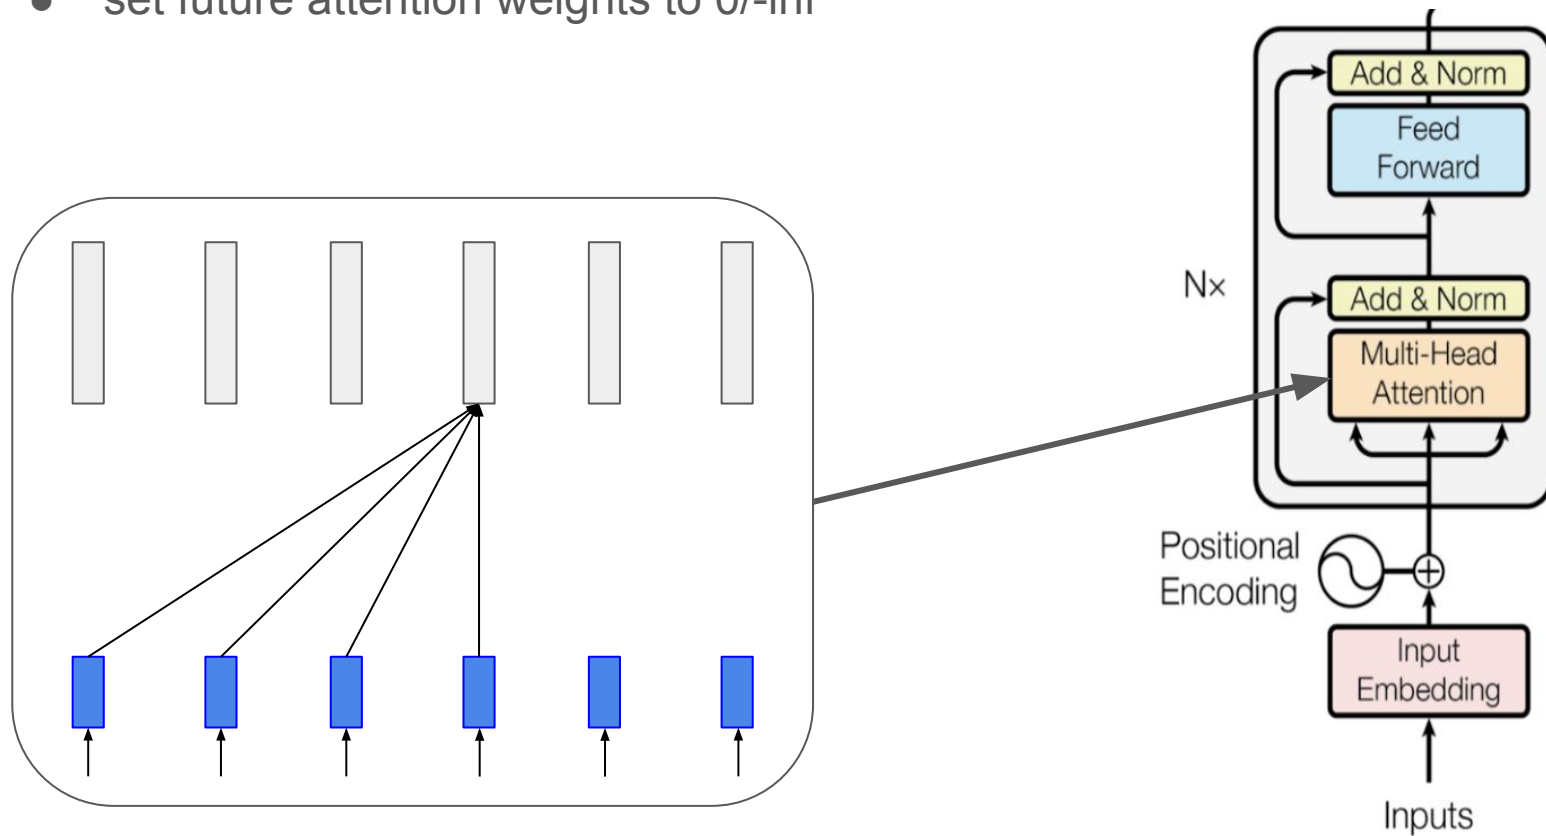 ● set future attention weights to 0/-inf
Add & Norm
Feed
Forward
Nx
Add & Norm
Multi-Head
Attention
Positional
Encoding
Input
Embedding
Inputs